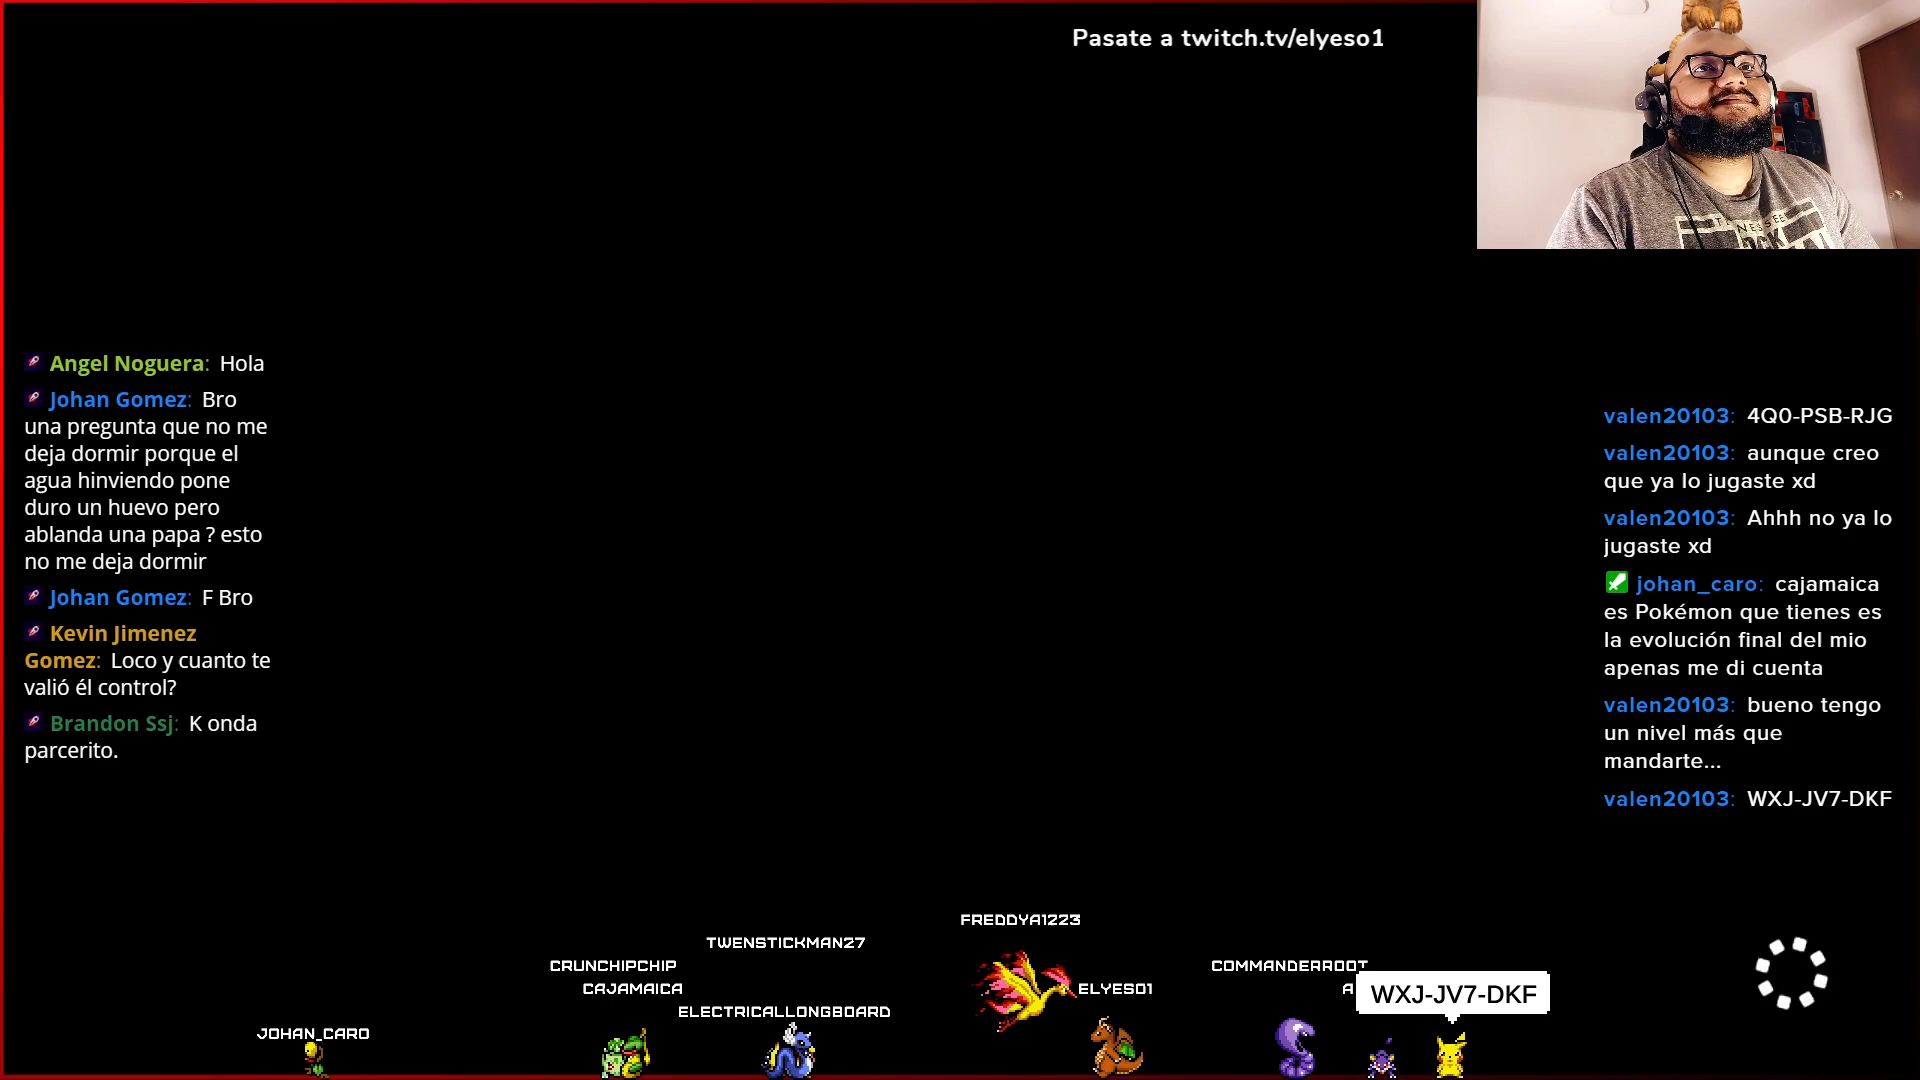 Pasate a twitch.tv/elyeso1
Angel Noguera: Hola
Johan Gomez: Bro
una pregunta que no me
deja dormir porque el
agua hinviendo pone
duro un huevo pero
ablanda una papa ? esto
no me deja dormir
Johan Gomez: F Bro
Kevin Jimenez
Gomez: Loco y cuanto te
valió él control?
Brandon Ssj: K onda
parcerito.
valen20103: 4Q0-PSB-RJG
valen20103: aunque creo
que ya lo jugaste xd
valen20103: Ahhh no ya lo
jugaste xd
johan_caro: cajamaica
es Pokémon que tienes es
la evolución final del mio
apenas me di cuenta
valen20103: bueno tengo
un nivel más que
mandarte...
valen20103: WXJ-JV7-DKF
FREDDYA1223
TWENSTICKMAN27
CRUNCHIPCHIP
COMMANDERROOT
CAJAMAICA
ELYESO1
A
WXJ-JV7-DKF
ELECTRICALLONGBOARD
JOHAN_CARO